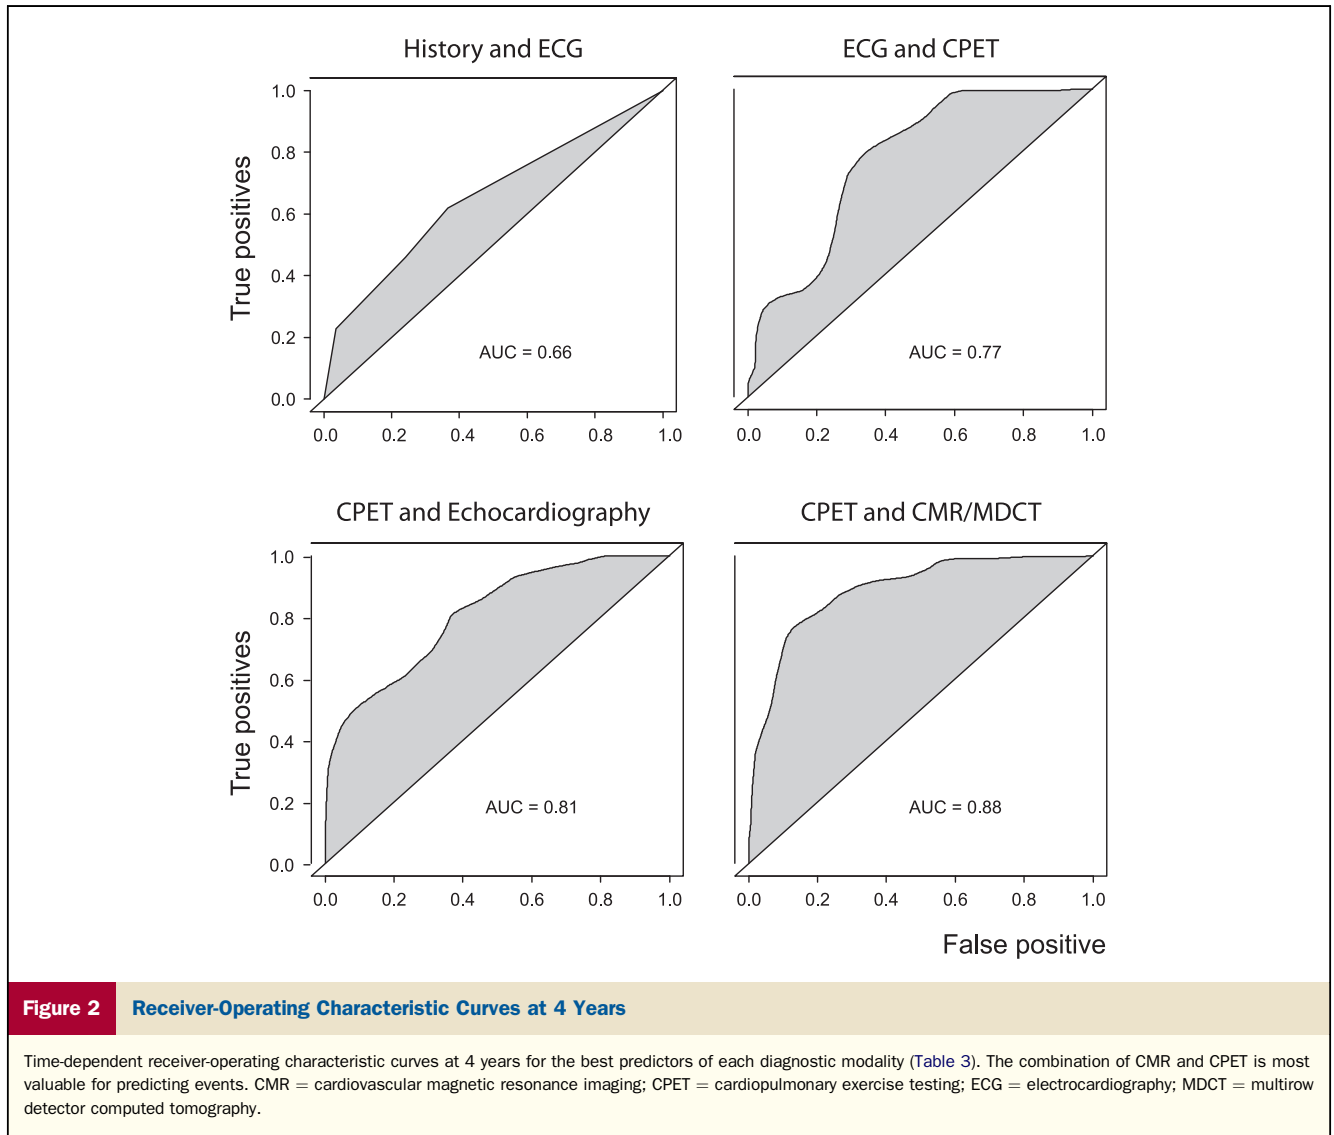 History and ECG
1.0
0.8
0.6
0.4
0.2
0.0
True positives
AUC = 0.66
0.0 0.2 0.4 0.6 0.8 1.0
ECG and CPET
AUC = 0.77
0.0 0.2 0.4 0.6 0.8 1.0
CPET and Echocardiography
1.0
0.8
0.6
0.4
0.2
0.0
True positives
AUC = 0.81
0.0 0.2 0.4 0.6 0.8 1.0
CPET and CMR/MDCT
AUC = 0.88
0.0 0.2 0.4 0.6 0.8 1.0
False positive
Figure 2 Receiver-Operating Characteristic Curves at 4 Years
Time-dependent receiver-operating characteristic curves at 4 years for the best predictors of each diagnostic modality (Table 3). The combination of CMR and CPET is most
valuable for predicting events. CMR = cardiovascular magnetic resonance imaging; CPET = cardiopulmonary exercise testing; ECG = electrocardiography; MDCT = multirow
detector computed tomography.